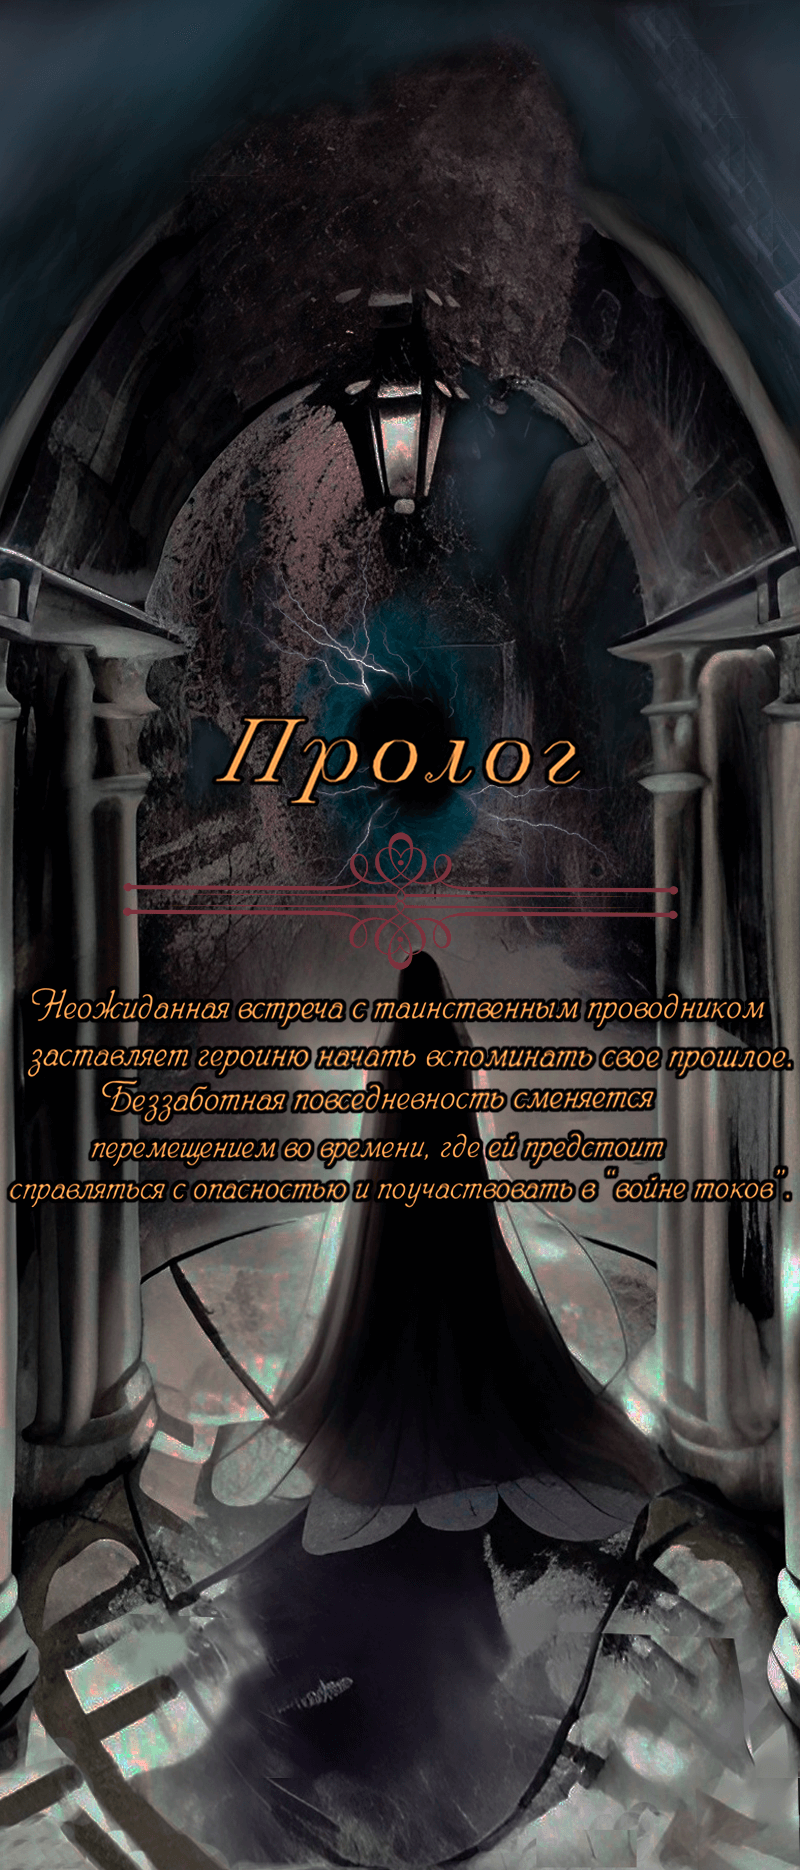 Пролог
Неожиданная встреча с таинственным проводником
заставляет героиню начать вспоминать свое прошлое.
Беззаботная повседневность сменяется
перемещением во времени, где ей предстоит
справляться с опасностью и поучаствовать в “войне токов”.